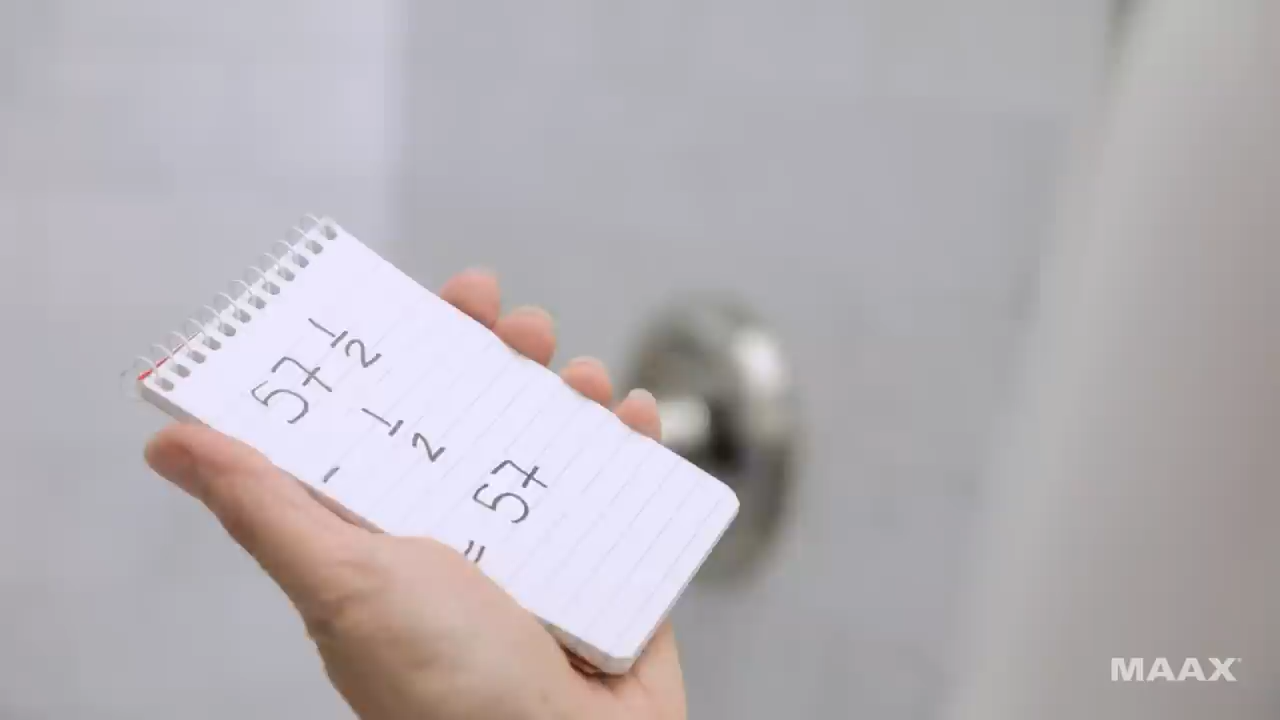 57 1/2
- 1/2
= 57
MAAX